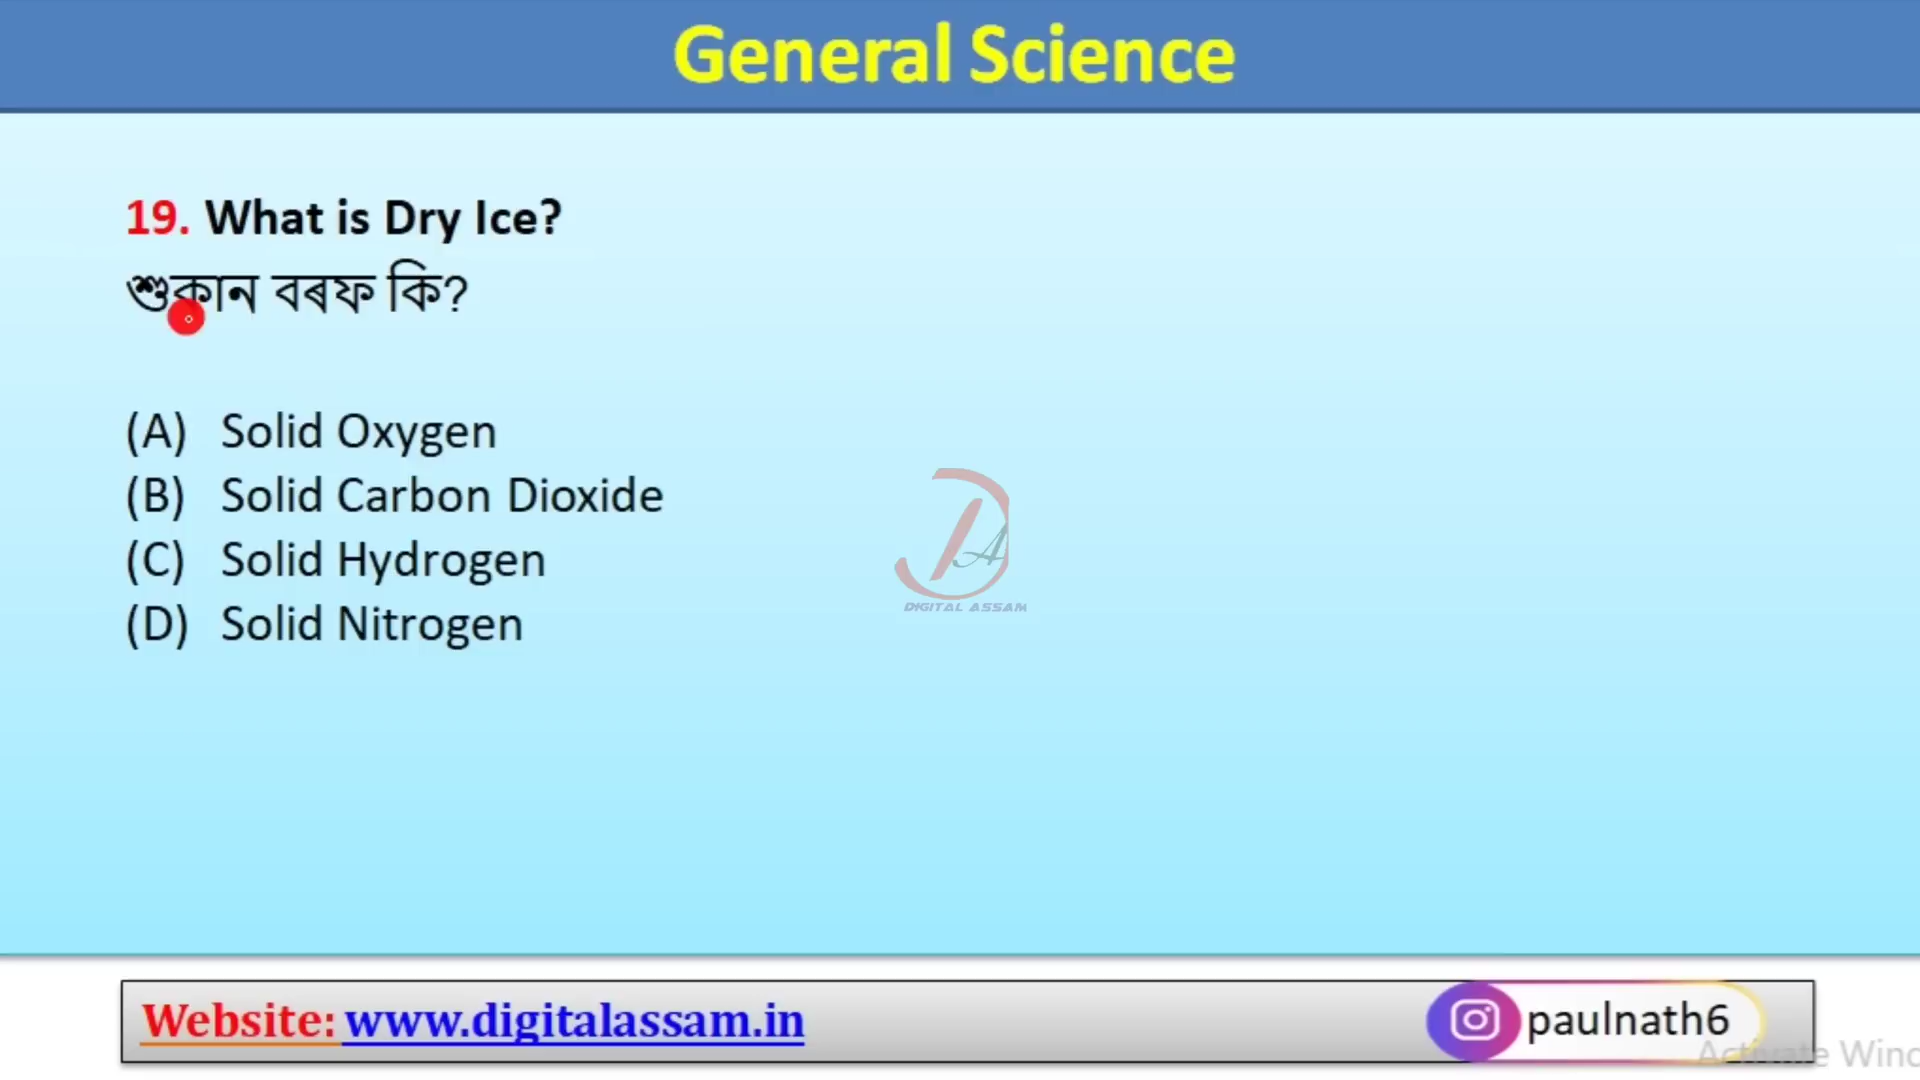 General Science
19. What is Dry Ice?
শুকান বৰফ কি?
(A) Solid Oxygen
(B) Solid Carbon Dioxide
(C) Solid Hydrogen
(D) Solid Nitrogen
DIGITAL ASSAM
Website: www.digitalassam.in
paulnath6
Activate